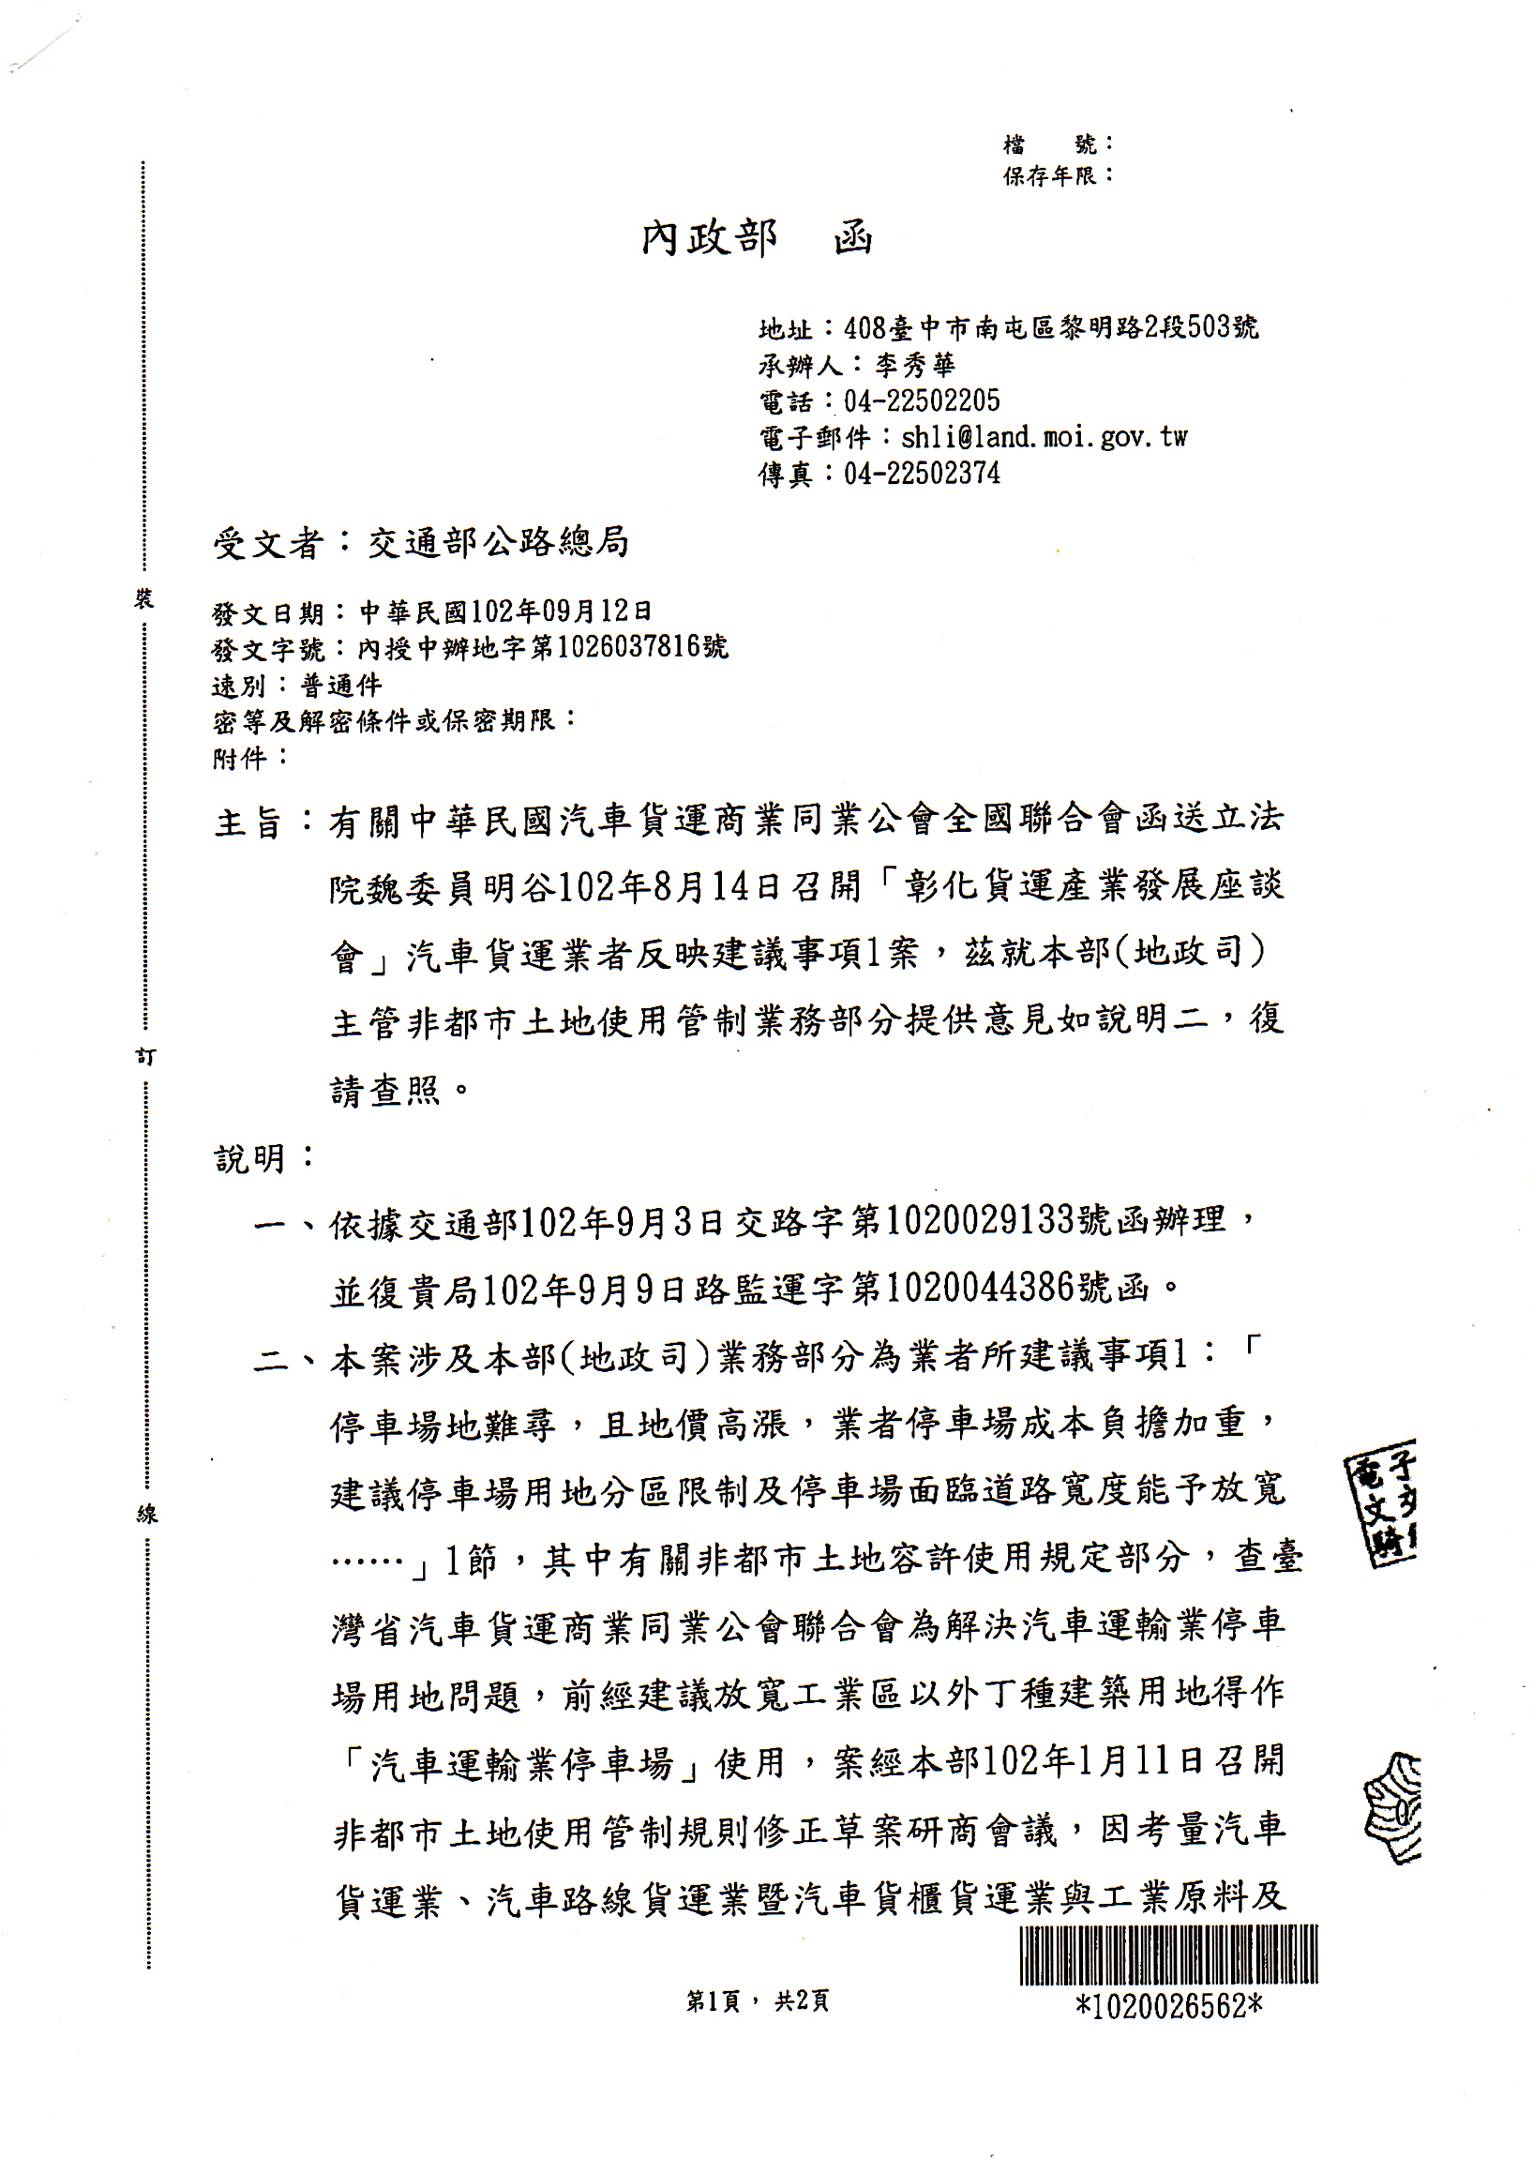 檔　　號：
保存年限：
內政部　函
地址：408臺中市南屯區黎明路2段503號
承辦人：李秀華
電話：04-22502205
電子郵件：shli@land.moi.gov.tw
傳真：04-22502374
受文者：交通部公路總局
發文日期：中華民國102年09月12日
發文字號：內授中辦地字第1026037816號
速別：普通件
密等及解密條件或保密期限：
附件：
主旨：有關中華民國汽車貨運商業同業公會全國聯合會函送立法
院魏委員明谷102年8月14日召開「彰化貨運產業發展座談
會」汽車貨運業者反映建議事項1案，茲就本部(地政司)
主管非都市土地使用管制業務部分提供意見如說明二，復
請查照。
說明：
一、依據交通部102年9月3日交路字第1020029133號函辦理，
並復貴局102年9月9日路監運字第1020044386號函。
二、本案涉及本部(地政司)業務部分為業者所建議事項1：「
停車場地難尋，且地價高漲，業者停車場成本負擔加重，
建議停車場用地分區限制及停車場面臨道路寬度能予放寬
……」1節，其中有關非都市土地容許使用規定部分，查臺
灣省汽車貨運商業同業公會聯合會為解決汽車運輸業停車
場用地問題，前經建議放寬工業區以外丁種建築用地得作
「汽車運輸業停車場」使用，案經本部102年1月11日召開
非都市土地使用管制規則修正草案研商會議，因考量汽車
貨運業、汽車路線貨運業暨汽車貨櫃貨運業與工業原料及
裝
訂
線
電子
文
騎
第1頁，共2頁
*1020026562*